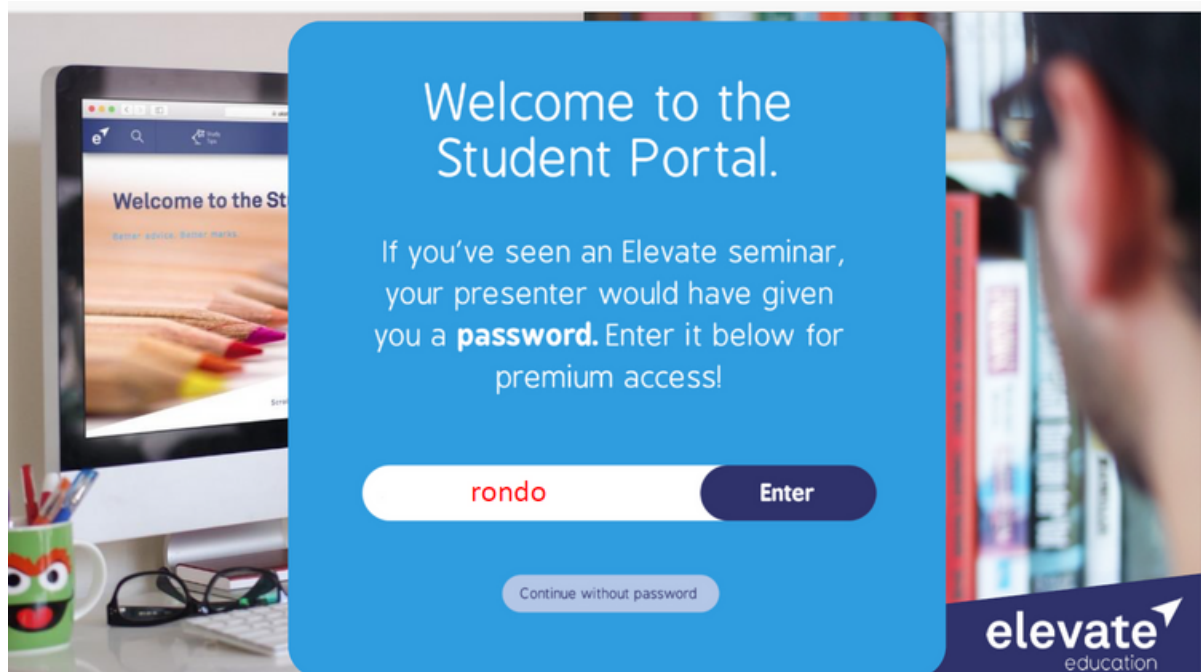 Welcome to the
Student Portal.
If you've seen an Elevate seminar,
your presenter would have given
you a password. Enter it below for
premium access!
rondo
Enter
Continue without password
Welcome to the St
Better advice. Better marks.
Study
Tips
elevate
education